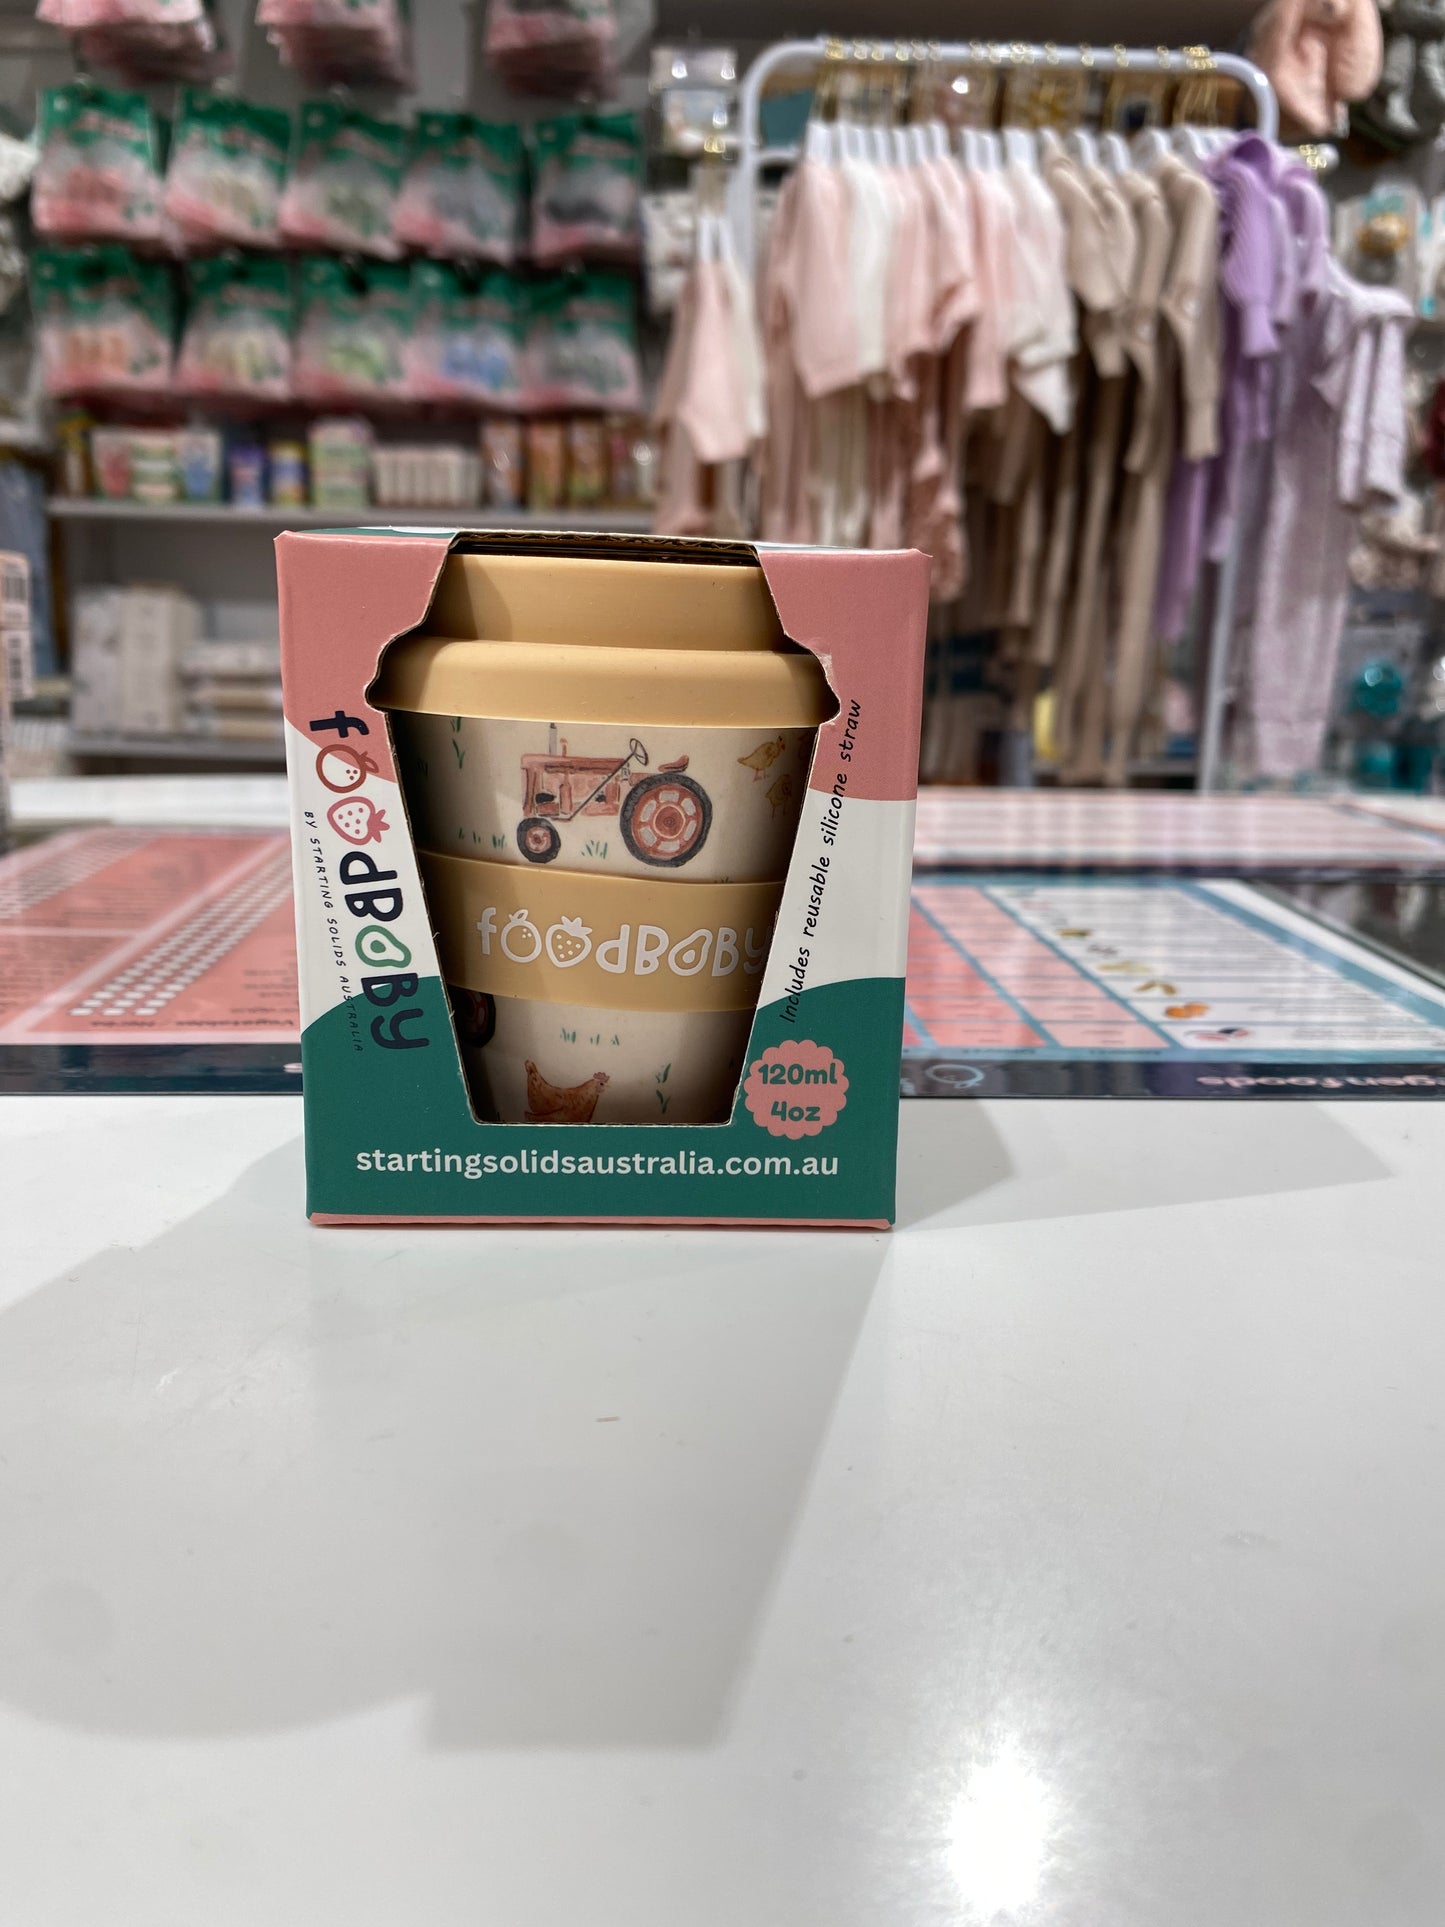 foodBaBy
BY STARTING SOLIDS AUSTRALIA
foodBaBy
Includes reusable silicone straw
120ml
4oz
startingsolidsaustralia.com.au